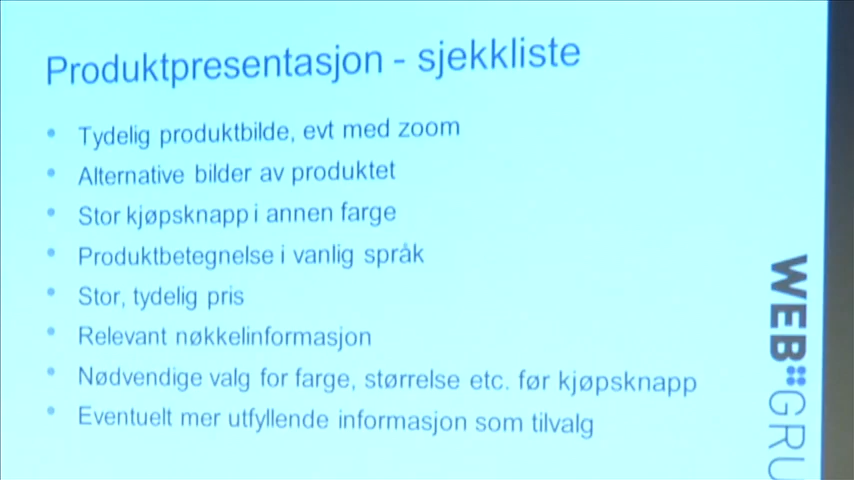 Produktpresentasjon - sjekkliste
• Tydelig produktbilde, evt med zoom
• Alternative bilder av produktet
• Stor kjøpsknapp i annen farge
• Produktbetegnelse i vanlig språk
• Stor, tydelig pris
• Relevant nøkkelinformasjon
• Nødvendige valg for farge, størrelse etc. før kjøpsknapp
• Eventuelt mer utfyllende informasjon som tilvalg
WEB GRU